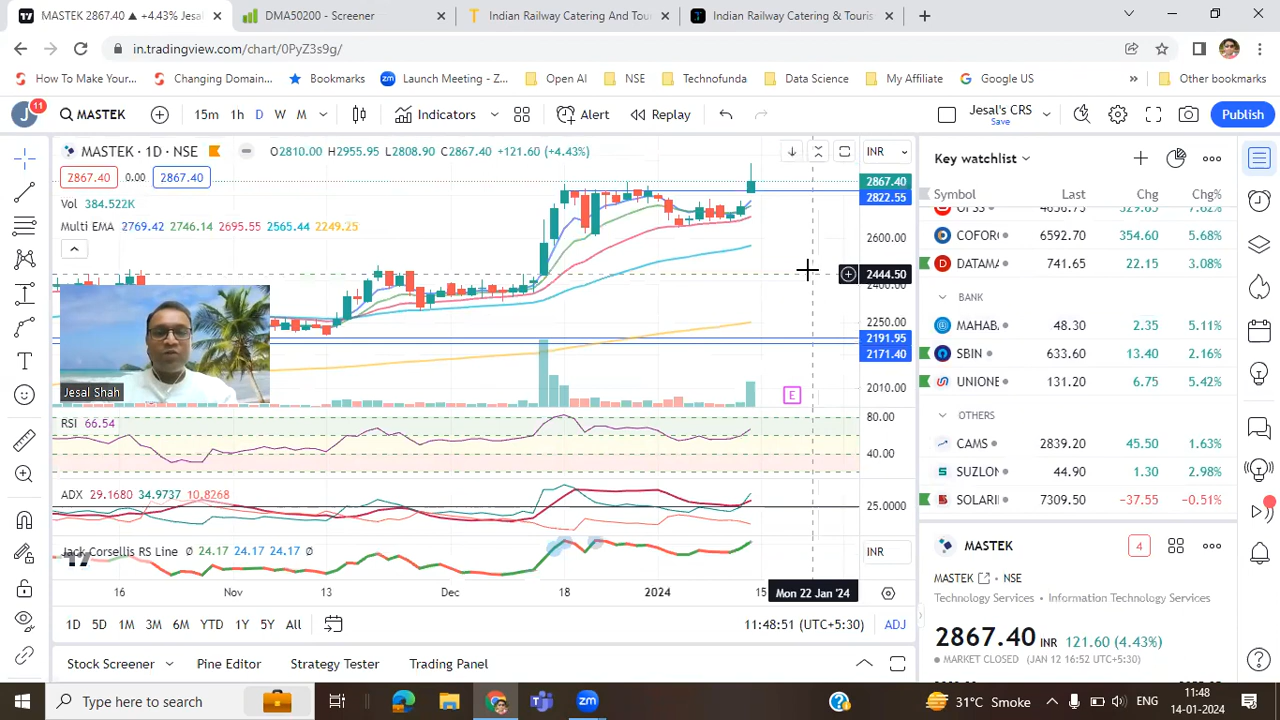 MASTEK 2867.40 ▲ +4.43% Jesal
DMA50200 - Screener
Indian Railway Catering And Tou
Indian Railway Catering & Touris
in.tradingview.com/chart/0PyZ3s9g/
How To Make Your...
Changing Domain...
Bookmarks
Launch Meeting - Z...
Open AI
NSE
Technofunda
Data Science
My Affiliate
Google US
»
Other bookmarks
J
11
MASTEK
15m 1h D W M
Indicators
Alert
Replay
Jesal's CRS
Save
Publish
MASTEK · 1D · NSE
O2810.00 H2955.95 L2808.90 C2867.40 +121.60 (+4.43%)
INR
2867.40 0.00 2867.40
Vol 384.522K
Multi EMA 2769.42 2746.14 2695.55 2565.44 2249.25
2867.40
2822.55
2600.00
2444.50
2400.00
2250.00
2191.95
2171.40
2010.00
E
Jesal Shah
RSI 66.54
80.00
40.00
ADX 29.1680 34.9737 10.8268
25.0000
Jack Corsellis RS Line Ø 24.17 24.17 24.17 Ø
INR
16 Nov 13 Dec 18 2024 15 Mon 22 Jan '24
1D 5D 1M 3M 6M YTD 1Y 5Y All
11:48:51 (UTC+5:30)
ADJ
Stock Screener
Pine Editor
Strategy Tester
Trading Panel
Key watchlist
Symbol Last Chg Chg%
COFOR 6592.70 354.60 5.68%
DATAMA 741.65 22.15 3.08%
BANK
MAHAB 48.30 2.35 5.11%
SBIN 633.60 13.40 2.16%
UNIONE 131.20 6.75 5.42%
OTHERS
CAMS 2839.20 45.50 1.63%
SUZLON 44.90 1.30 2.98%
SOLARII 7309.50 −37.55 −0.51%
MASTEK
4
MASTEK NSE
Technology Services • Information Technology Services
2867.40 INR 121.60 (4.43%)
MARKET CLOSED (JAN 12 16:52 UTC+5:30)
Type here to search
31°C Smoke
ENG
11:48
14-01-2024